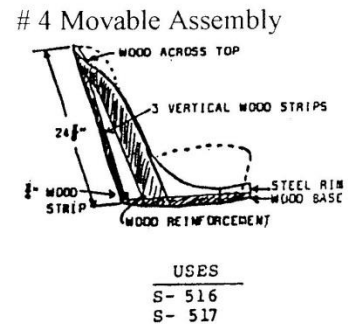 # 4 Movable Assembly
WOOD ACROSS TOP
3 VERTICAL WOOD STRIPS
WOOD
STRIP
STEEL RIM
WOOD BASE
WOOD REINFORCEMENT
USES
S- 516
S- 517